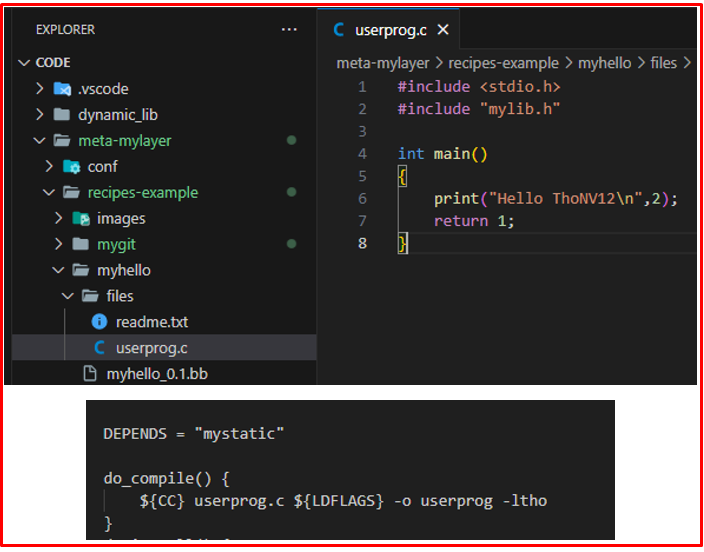 EXPLORER
CODE
.vscode
dynamic_lib
meta-mylayer
conf
recipes-example
images
mygit
myhello
files
readme.txt
userprog.c
myhello_0.1.bb
userprog.c
meta-mylayer > recipes-example > myhello > files >
1 #include <stdio.h>
2 #include "mylib.h"
3
4 int main()
5 {
6     print("Hello ThoNV12\n",2);
7     return 1;
8 }
DEPENDS = "mystatic"
do_compile() {
    ${CC} userprog.c ${LDFLAGS} -o userprog -ltho
}